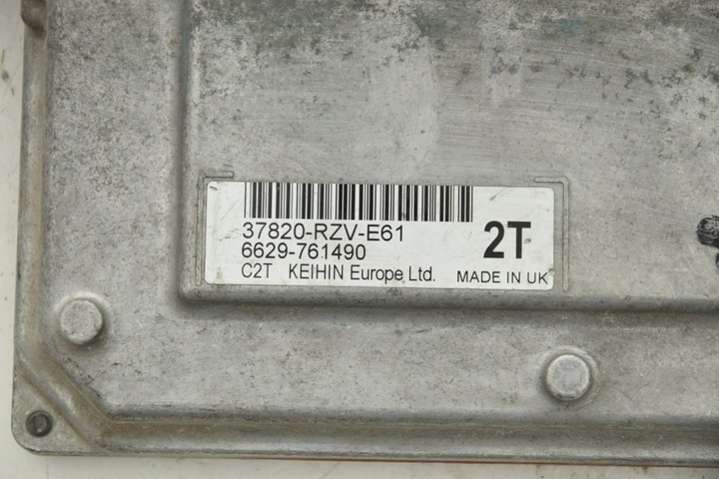 37820-RZV-E61
6629-761490
2T
C2T KEIHIN Europe Ltd. MADE IN UK